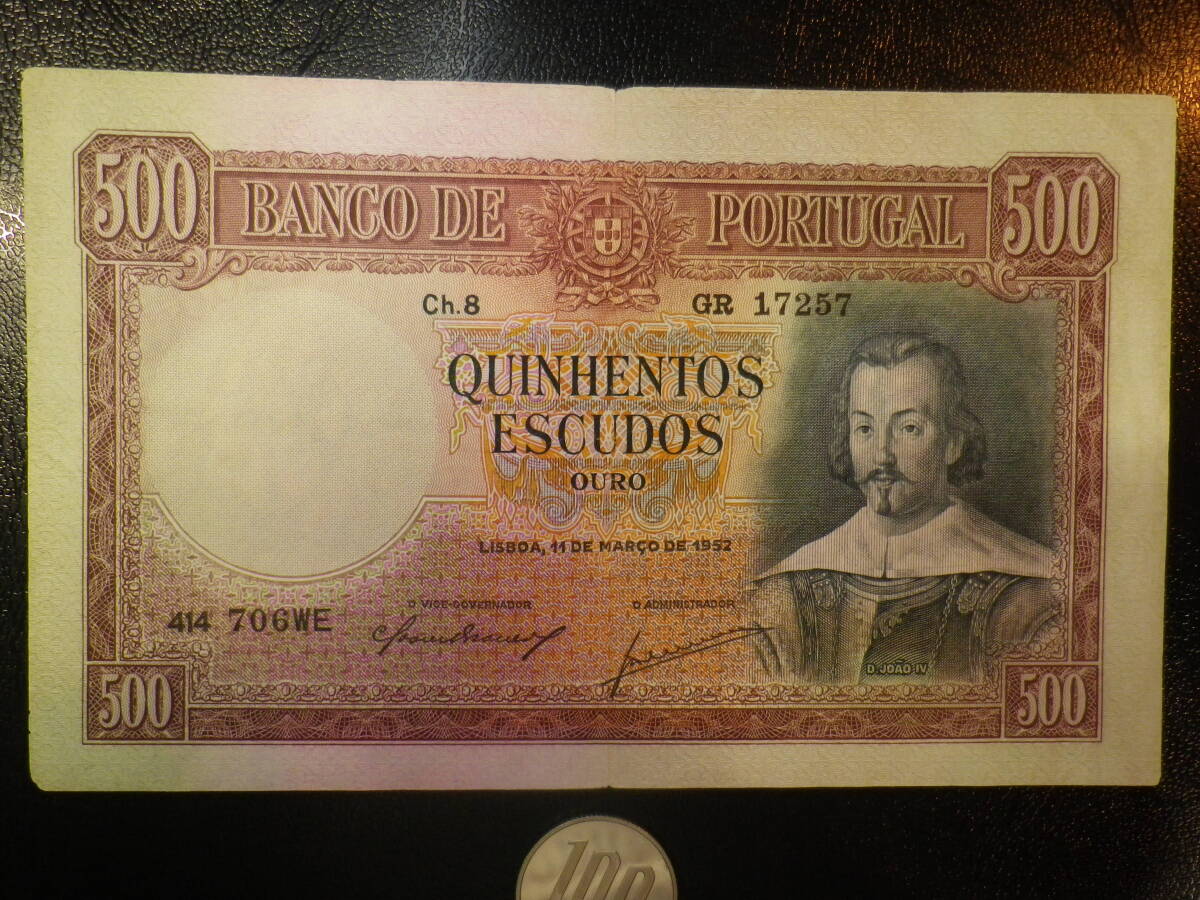 500 BANCO DE PORTUGAL 500
Ch.8 GR 17257
QUINHENTOS
ESCUDOS
OURO
LISBOA, 11 DE MARÇO DE 1952
O VICE-GOVERNADOR O ADMINISTRADOR
414 706WE
D. JOÃO IV
500 500
100